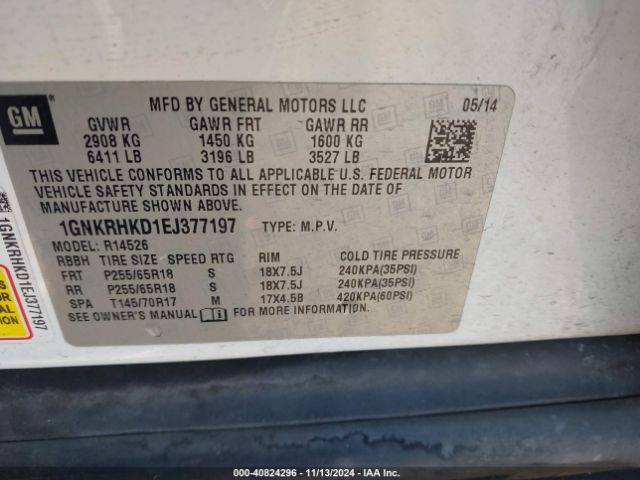 GM
MFD BY GENERAL MOTORS LLC 05/14
GVWR GAWR FRT GAWR RR
2908 KG 1450 KG 1600 KG
6411 LB 3196 LB 3527 LB
THIS VEHICLE CONFORMS TO ALL APPLICABLE U.S. FEDERAL MOTOR
VEHICLE SAFETY STANDARDS IN EFFECT ON THE DATE OF
MANUFACTURE SHOWN ABOVE.
1GNKRHKD1EJ377197 TYPE: M.P.V.
MODEL: R14526
RBBH TIRE SIZE SPEED RTG RIM COLD TIRE PRESSURE
FRT P255/65R18 S 18X7.5J 240KPA(35PSI)
RR P255/65R18 S 18X7.5J 240KPA(35PSI)
SPA T145/70R17 M 17X4.5B 420KPA(60PSI)
SEE OWNER'S MANUAL FOR MORE INFORMATION.
1GNKRHKD1EJ377197
000-40824296 - 11/13/2024 - IAA Inc.